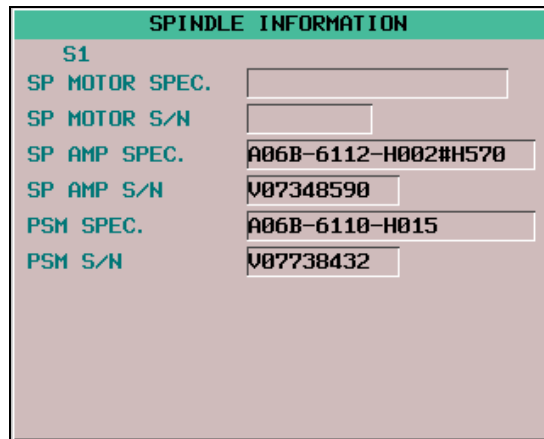 SPINDLE INFORMATION
S1
SP MOTOR SPEC.
SP MOTOR S/N
SP AMP SPEC. A06B-6112-H002#H570
SP AMP S/N V07348590
PSM SPEC. A06B-6110-H015
PSM S/N V07738432